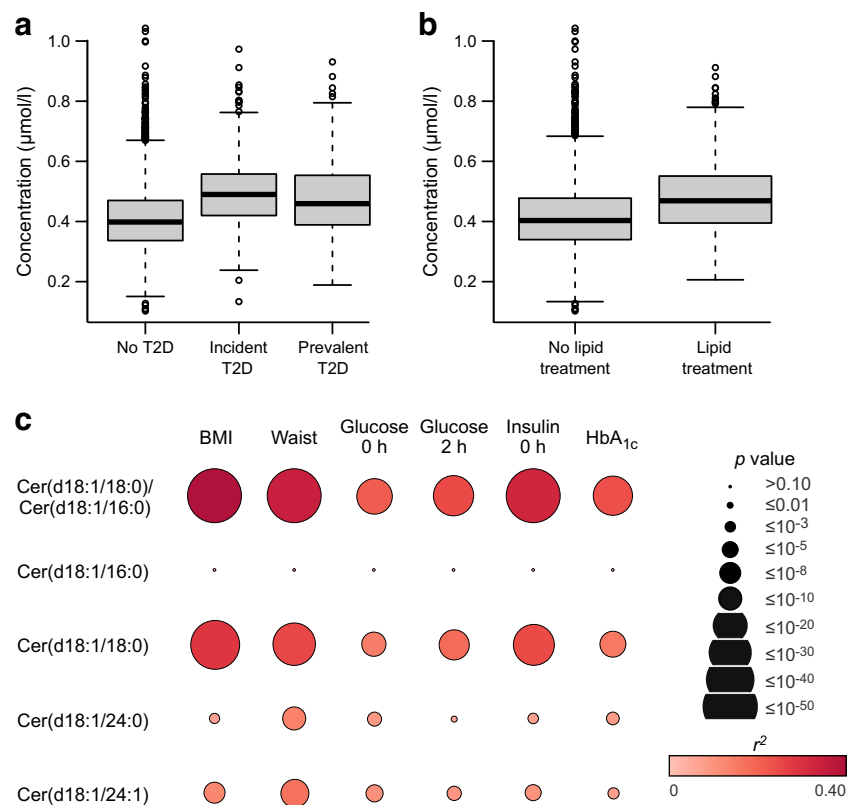 a
Concentration (µmol/l)
1.0
0.8
0.6
0.4
0.2
No T2D
Incident
T2D
Prevalent
T2D
b
Concentration (µmol/l)
1.0
0.8
0.6
0.4
0.2
No lipid
treatment
Lipid
treatment
c
BMI
Waist
Glucose
0 h
Glucose
2 h
Insulin
0 h
HbA1c
Cer(d18:1/18:0)/
Cer(d18:1/16:0)
Cer(d18:1/16:0)
Cer(d18:1/18:0)
Cer(d18:1/24:0)
Cer(d18:1/24:1)
p value
>0.10
≤0.01
≤10-3
≤10-5
≤10-8
≤10-10
≤10-20
≤10-30
≤10-40
≤10-50
r2
0 0.40